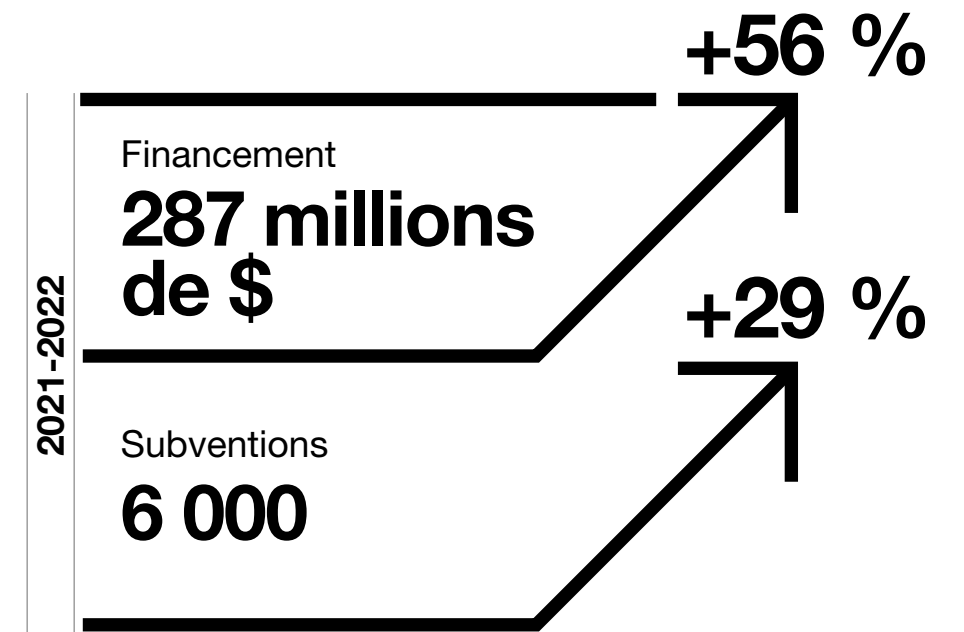 2021-2022
Financement
287 millions
de $
+56 %
Subventions
6 000
+29 %